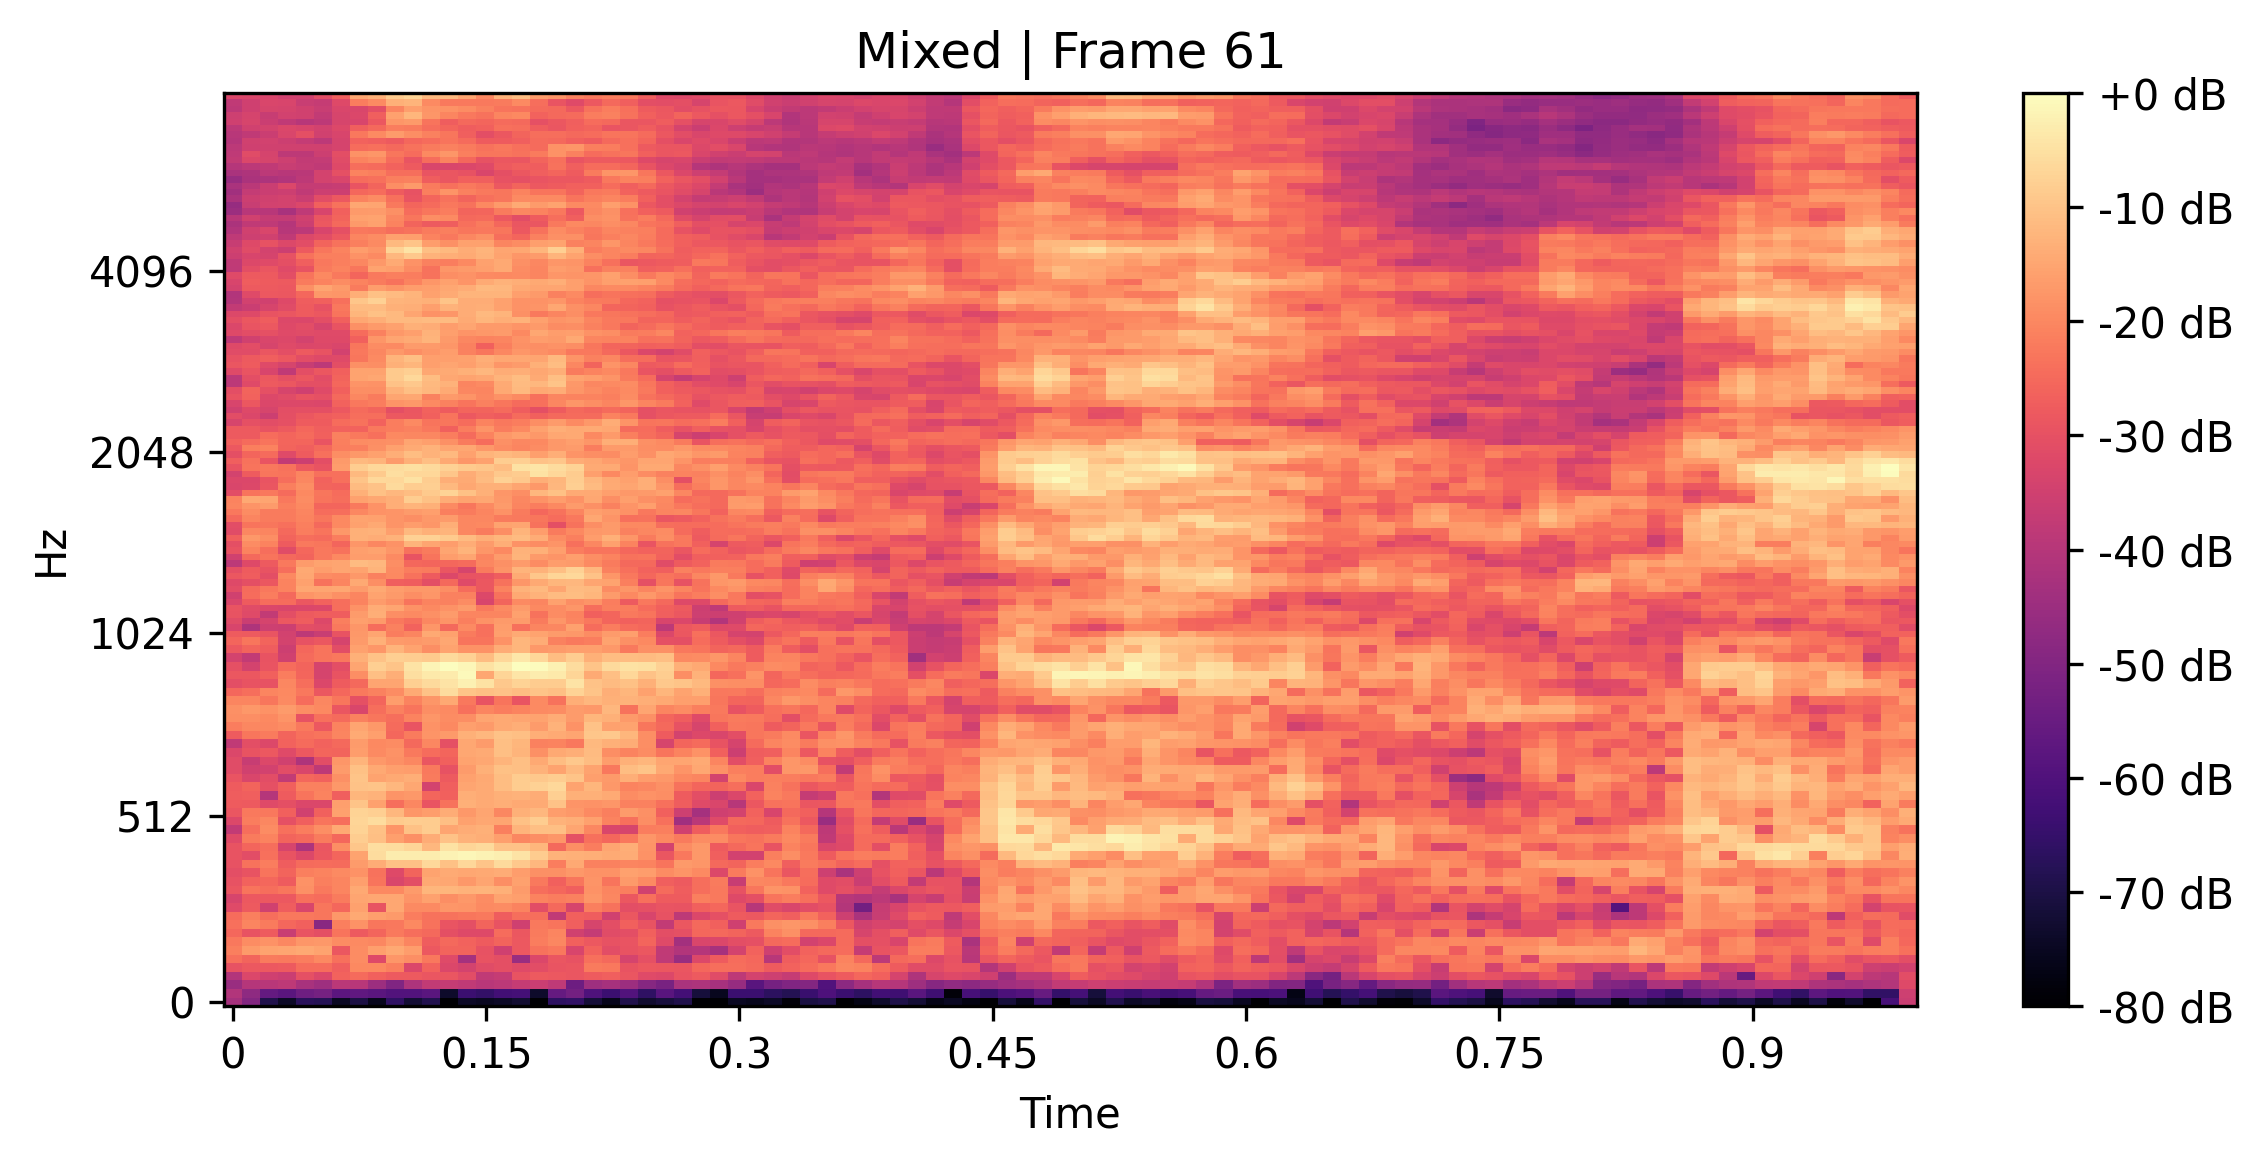 Mixed | Frame 61
+0 dB
-10 dB
-20 dB
-30 dB
-40 dB
-50 dB
-60 dB
-70 dB
-80 dB
Hz
4096
2048
1024
512
0
0 0.15 0.3 0.45 0.6 0.75 0.9
Time